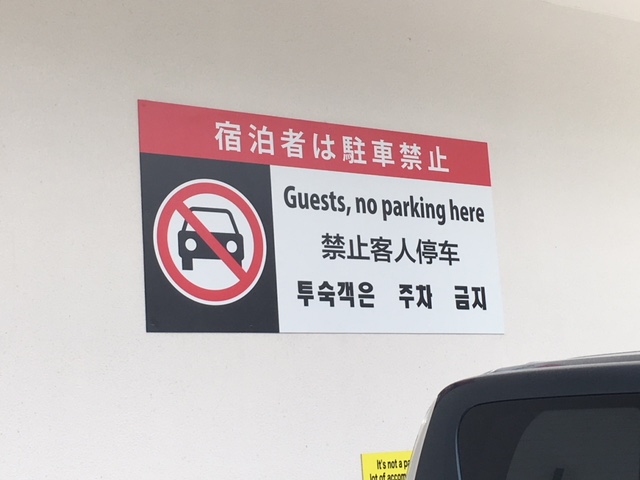 宿泊者は駐車禁止
Guests, no parking here
禁止客人停车
투숙객은 주차 금지
It's not a
lot of